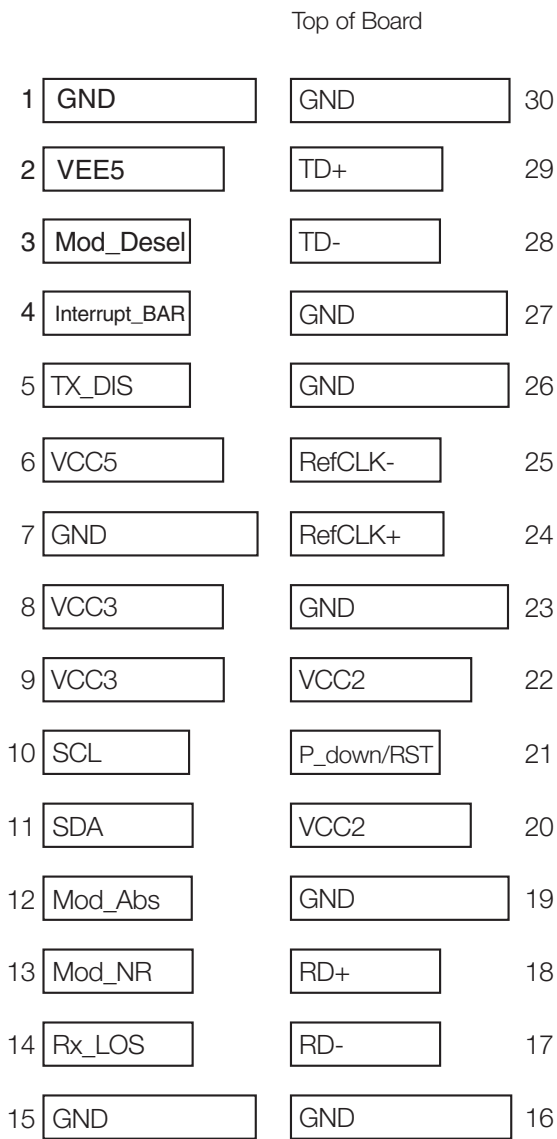 Top of Board
1 GND GND 30
2 VEE5 TD+ 29
3 Mod_Desel TD- 28
4 Interrupt_BAR GND 27
5 TX_DIS GND 26
6 VCC5 RefCLK- 25
7 GND RefCLK+ 24
8 VCC3 GND 23
9 VCC3 VCC2 22
10 SCL P_down/RST 21
11 SDA VCC2 20
12 Mod_Abs GND 19
13 Mod_NR RD+ 18
14 Rx_LOS RD- 17
15 GND GND 16